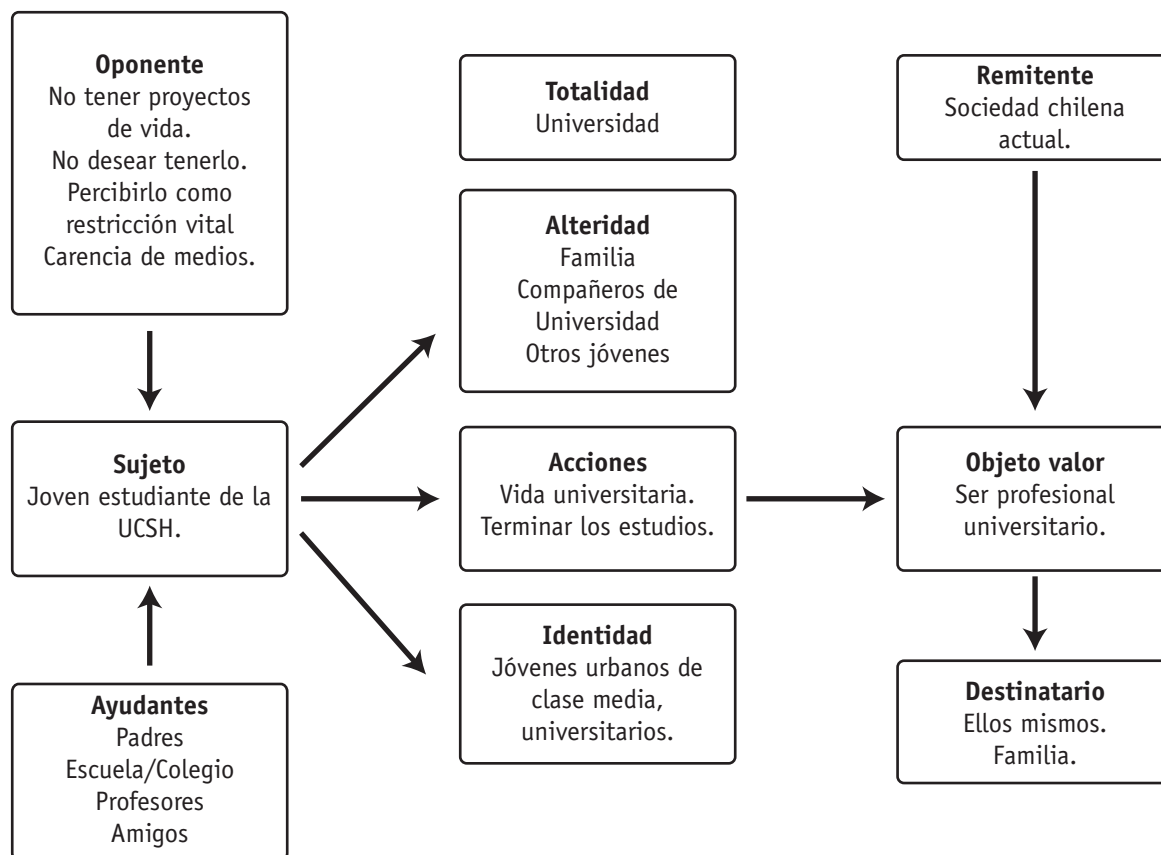 Oponente
No tener proyectos
de vida.
No desear tenerlo.
Percibirlo como
restricción vital
Carencia de medios.
Totalidad
Universidad
Remitente
Sociedad chilena
actual.
Alteridad
Familia
Compañeros de
Universidad
Otros jóvenes
Sujeto
Joven estudiante de la
UCSH.
Acciones
Vida universitaria.
Terminar los estudios.
Objeto valor
Ser profesional
universitario.
Ayudantes
Padres
Escuela/Colegio
Profesores
Amigos
Identidad
Jóvenes urbanos de
clase media,
universitarios.
Destinatario
Ellos mismos.
Familia.